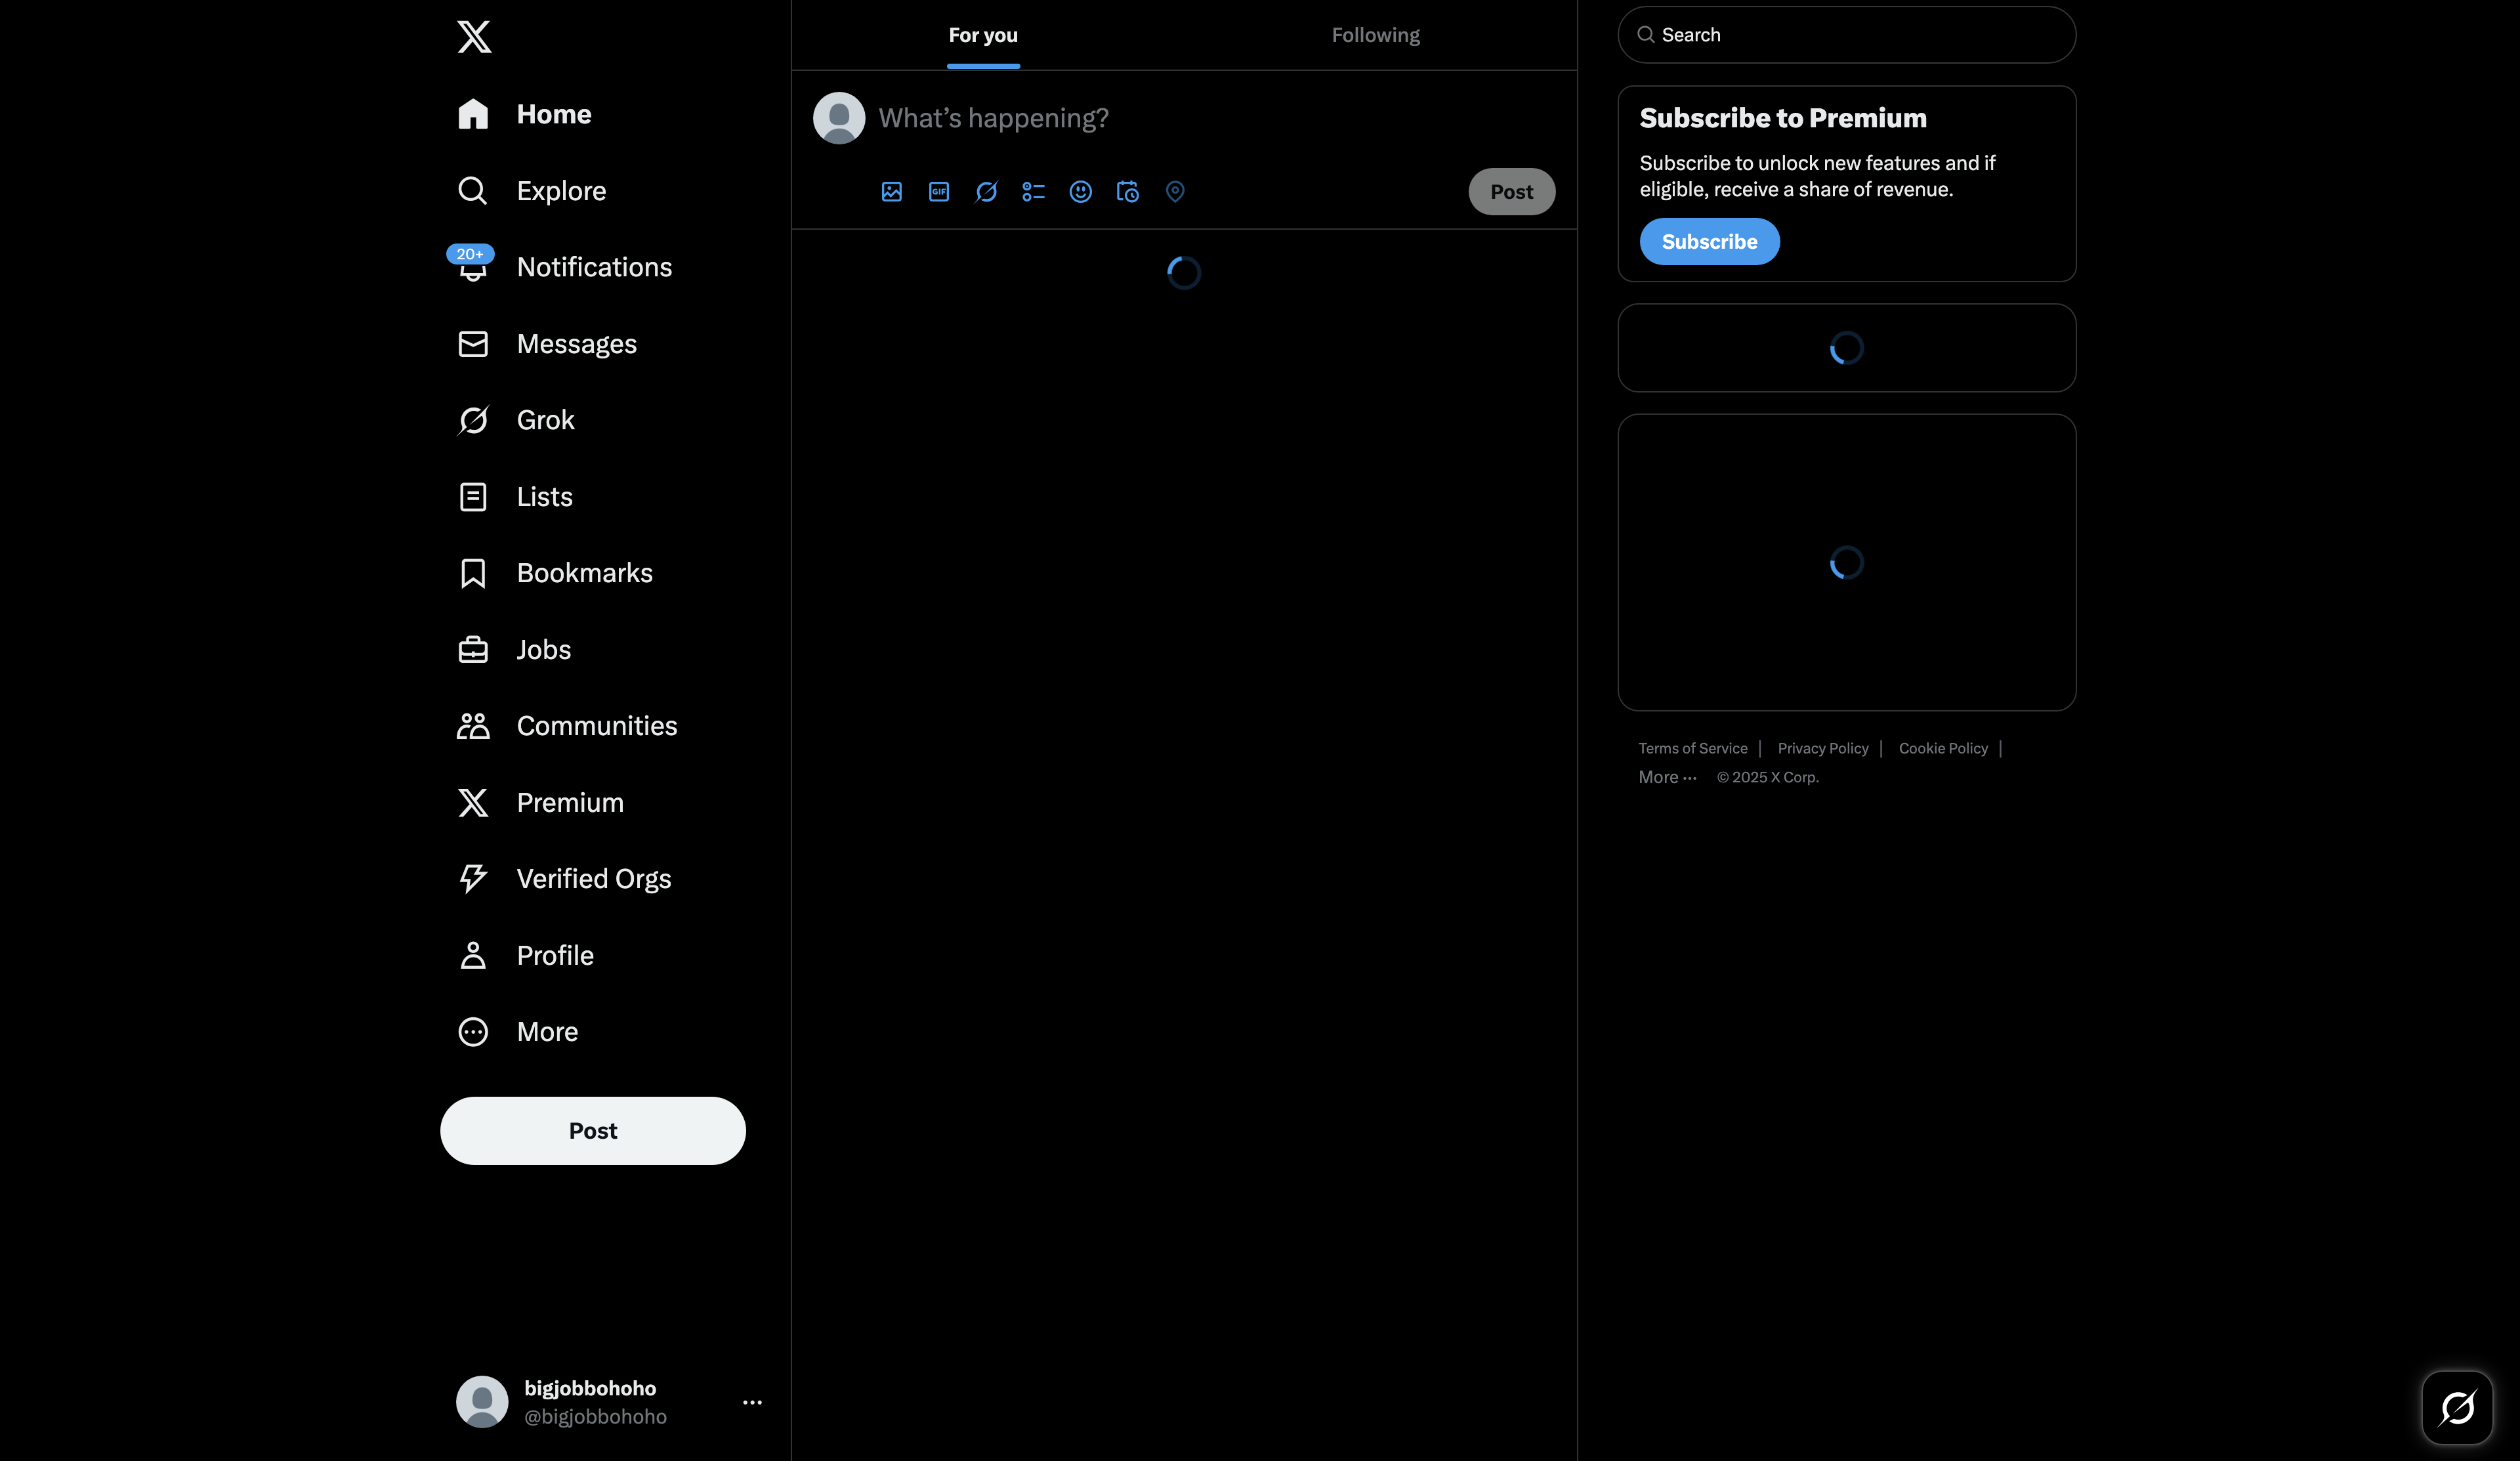 Home
Explore
20+
Notifications
Messages
Grok
Lists
Bookmarks
Jobs
Communities
Premium
Verified Orgs
Profile
More
Post
bigjobbohoho
@bigjobbohoho
For you
Following
What’s happening?
GIF
Post
Search
Subscribe to Premium
Subscribe to unlock new features and if
eligible, receive a share of revenue.
Subscribe
Terms of Service | Privacy Policy | Cookie Policy |
More ··· © 2025 X Corp.